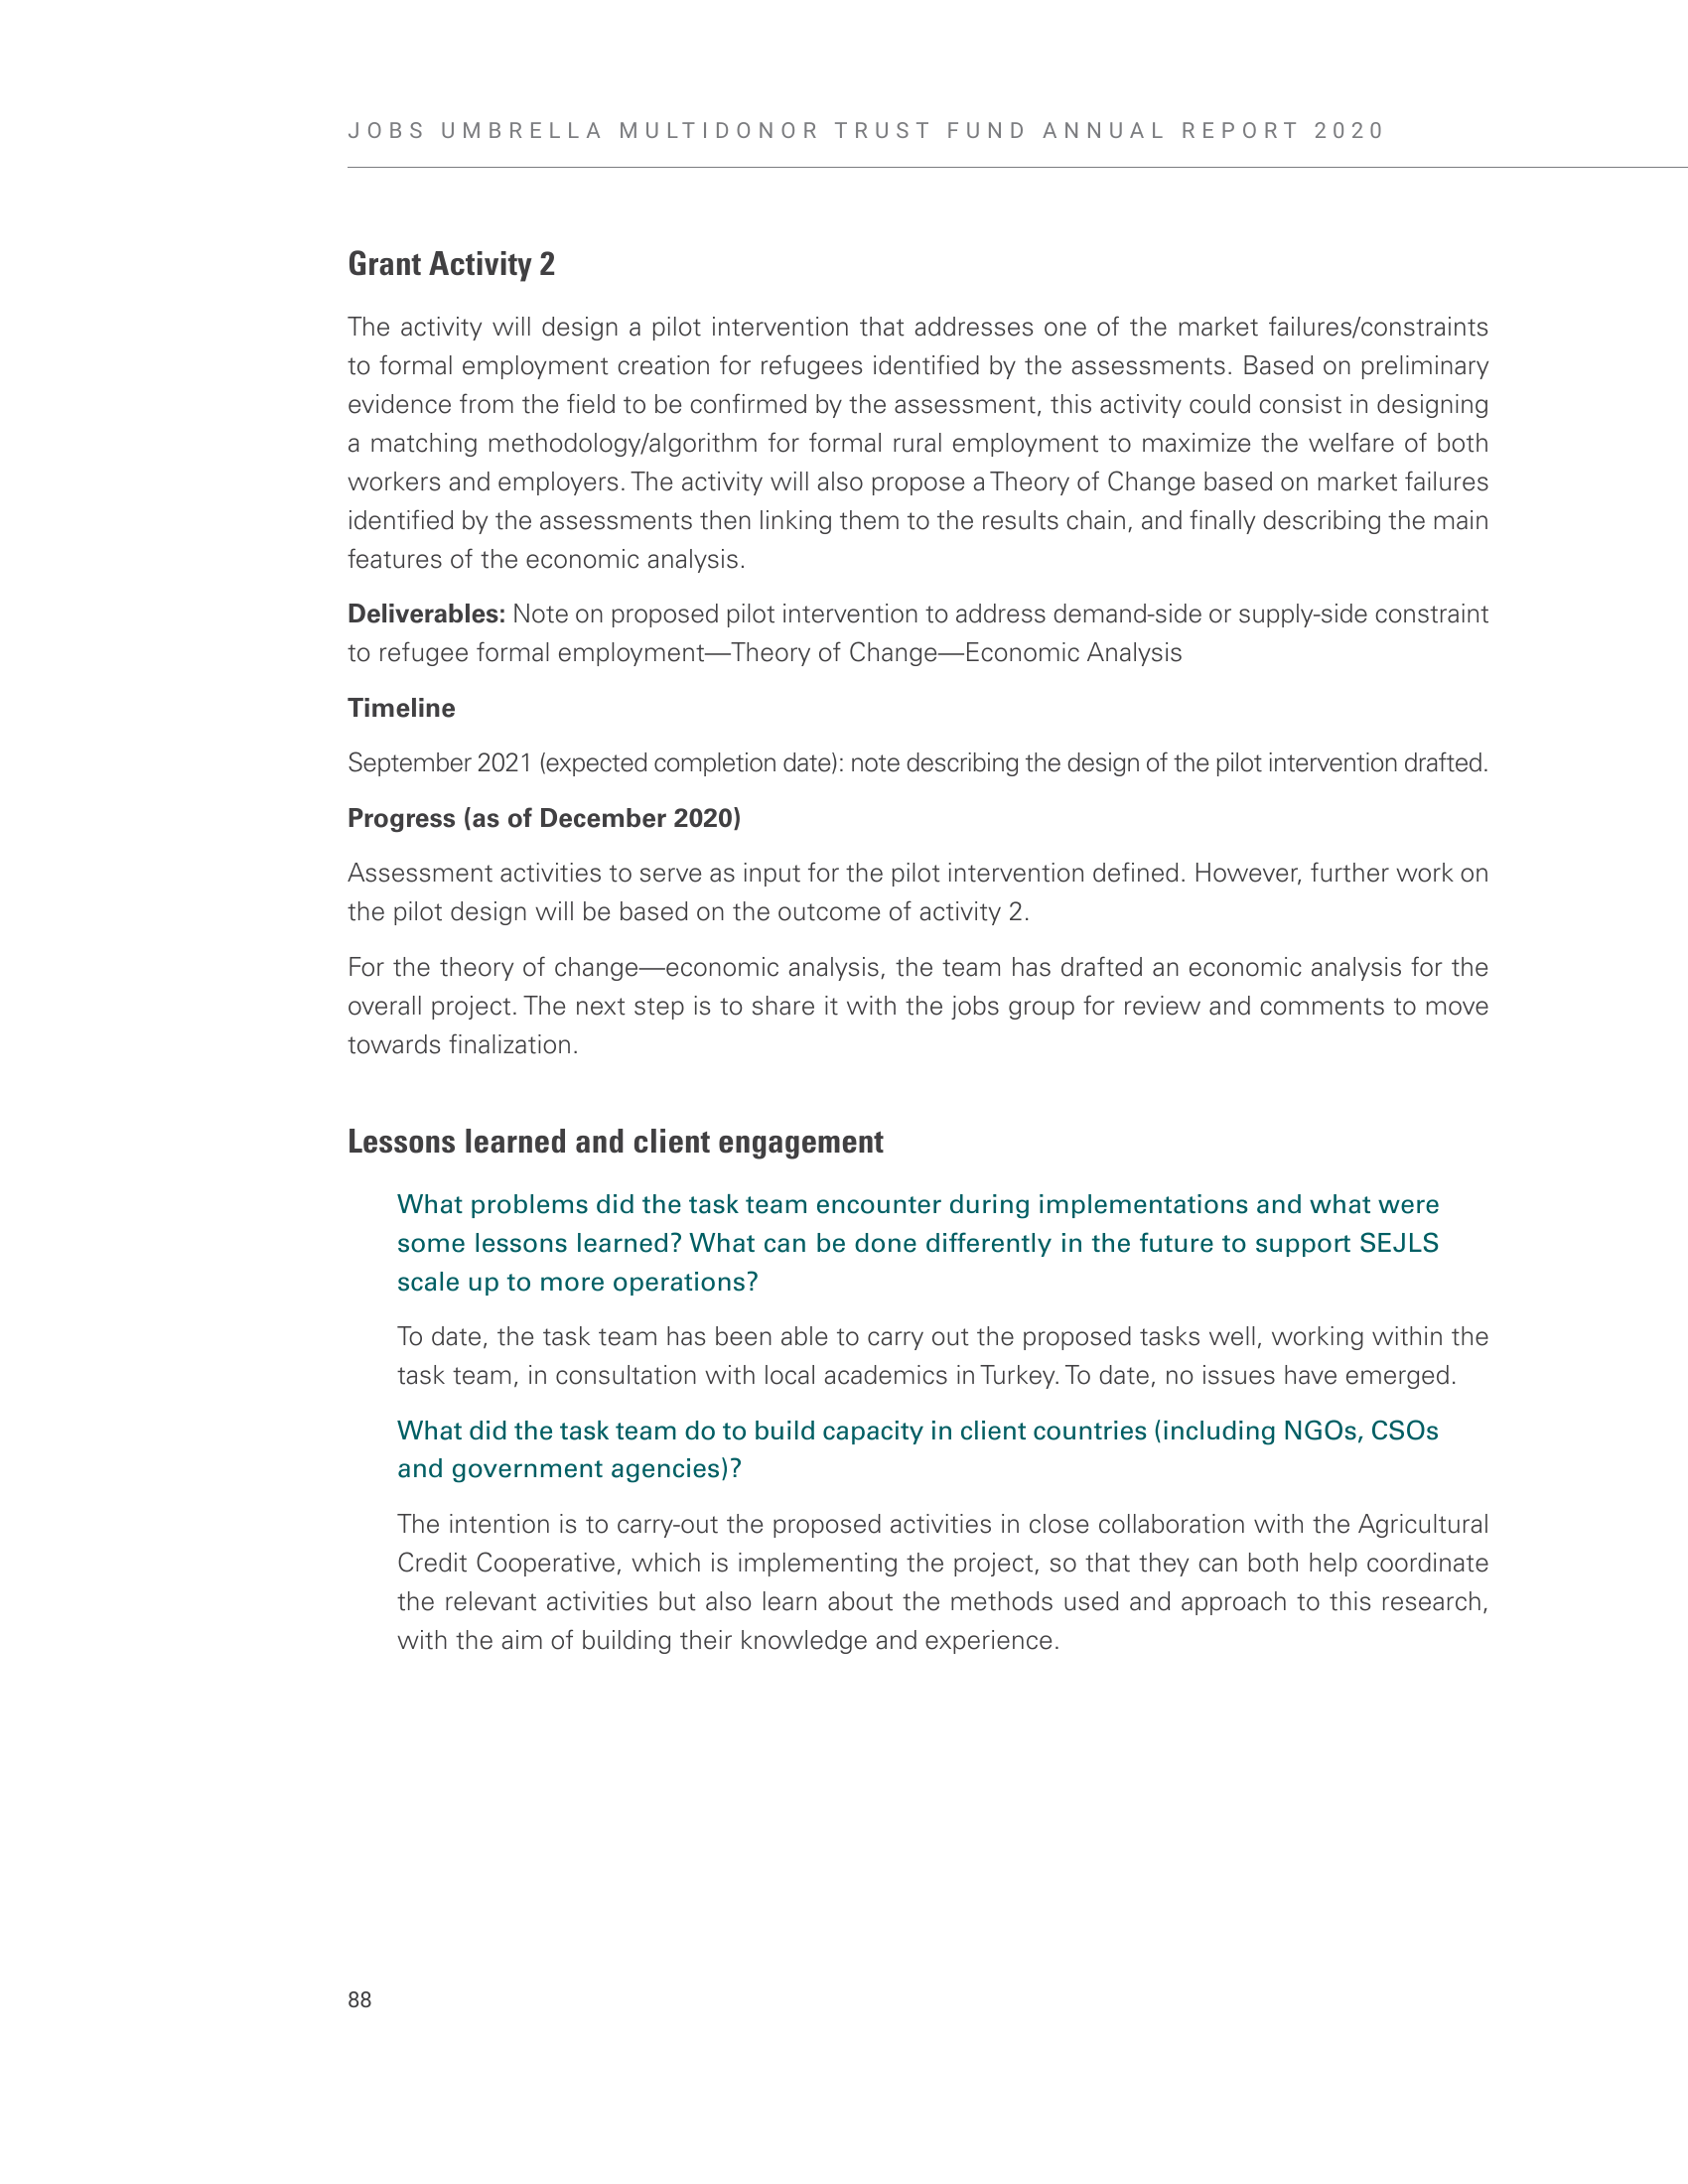 JOBS UMBRELLA MULTIDONOR TRUST FUND ANNUAL REPORT 2020
Grant Activity 2
The activity will design a pilot intervention that addresses one of the market failures/constraints
to formal employment creation for refugees identified by the assessments. Based on preliminary
evidence from the field to be confirmed by the assessment, this activity could consist in designing
a matching methodology/algorithm for formal rural employment to maximize the welfare of both
workers and employers. The activity will also propose a Theory of Change based on market failures
identified by the assessments then linking them to the results chain, and finally describing the main
features of the economic analysis.
Deliverables: Note on proposed pilot intervention to address demand-side or supply-side constraint
to refugee formal employment—Theory of Change—Economic Analysis
Timeline
September 2021 (expected completion date): note describing the design of the pilot intervention drafted.
Progress (as of December 2020)
Assessment activities to serve as input for the pilot intervention defined. However, further work on
the pilot design will be based on the outcome of activity 2.
For the theory of change—economic analysis, the team has drafted an economic analysis for the
overall project. The next step is to share it with the jobs group for review and comments to move
towards finalization.
Lessons learned and client engagement
What problems did the task team encounter during implementations and what were
some lessons learned? What can be done differently in the future to support SEJLS
scale up to more operations?
To date, the task team has been able to carry out the proposed tasks well, working within the
task team, in consultation with local academics in Turkey. To date, no issues have emerged.
What did the task team do to build capacity in client countries (including NGOs, CSOs
and government agencies)?
The intention is to carry-out the proposed activities in close collaboration with the Agricultural
Credit Cooperative, which is implementing the project, so that they can both help coordinate
the relevant activities but also learn about the methods used and approach to this research,
with the aim of building their knowledge and experience.
88